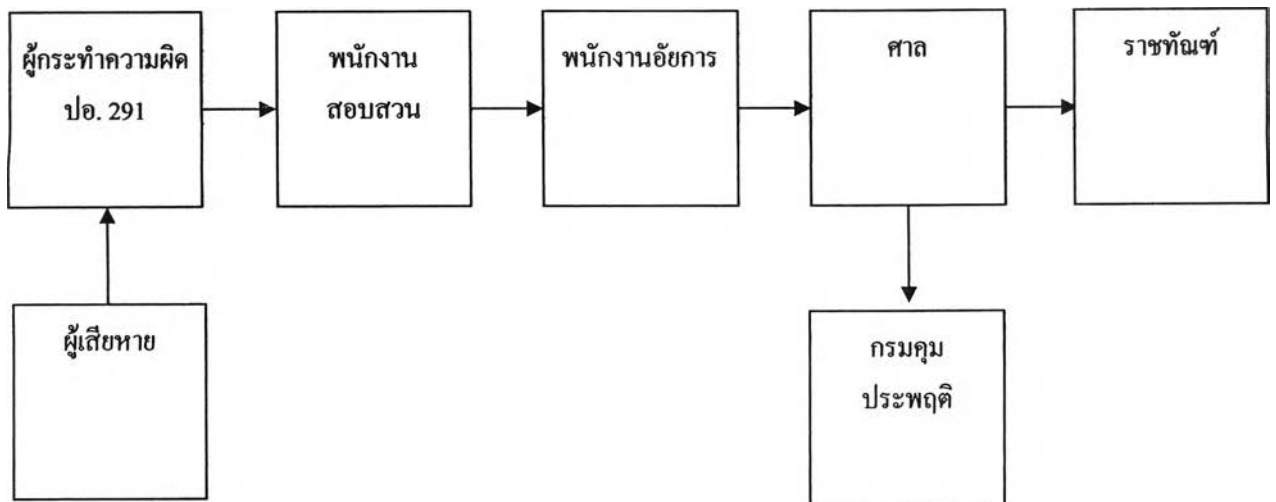 ผู้กระทำความผิด
ปอ. 291
พนักงาน
สอบสวน
พนักงานอัยการ
ศาล
ราชทัณฑ์
ผู้เสียหาย
กรมคุม
ประพฤติ